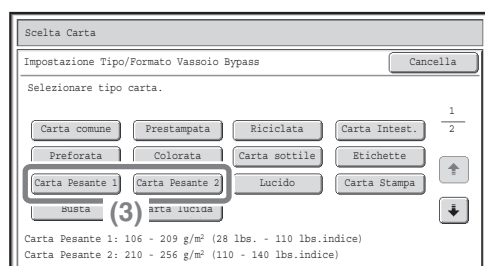 Scelta Carta
Impostazione Tipo/Formato Vassoio Bypass Cancella
Selezionare tipo carta.
1
2
Carta comune Prestampata Riciclata Carta Intest.
Preforata Colorata Carta sottile Etichette
Carta Pesante 1 Carta Pesante 2 Lucido Carta Stampa
Busta (3) Carta lucida
Carta Pesante 1: 106 - 209 g/m² (28 lbs. - 110 lbs.indice)
Carta Pesante 2: 210 - 256 g/m² (110 - 140 lbs.indice)